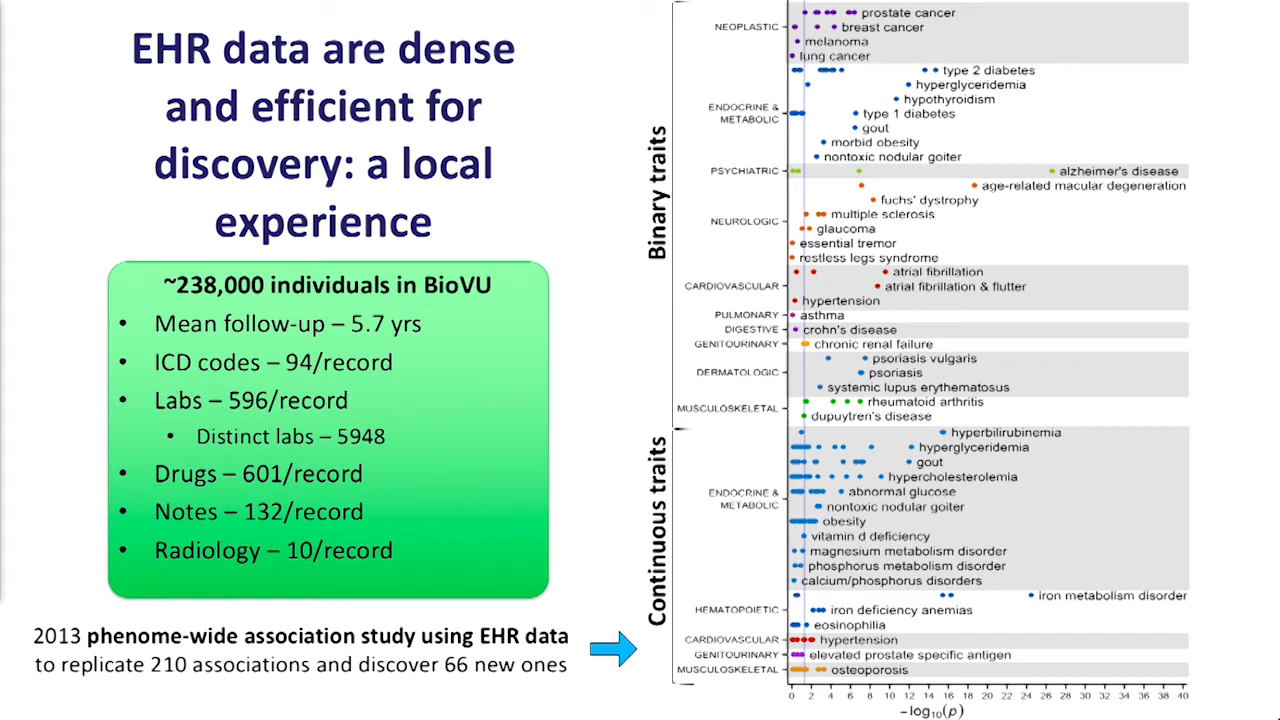 EHR data are dense
and efficient for
discovery: a local
experience
~238,000 individuals in BioVU
• Mean follow-up – 5.7 yrs
• ICD codes – 94/record
• Labs – 596/record
• Distinct labs – 5948
• Drugs – 601/record
• Notes – 132/record
• Radiology – 10/record
2013 phenome-wide association study using EHR data
to replicate 210 associations and discover 66 new ones
Binary traits
NEOPLASTIC
prostate cancer
breast cancer
melanoma
lung cancer
ENDOCRINE &
METABOLIC
type 2 diabetes
hyperglyceridemia
hypothyroidism
type 1 diabetes
gout
morbid obesity
nontoxic nodular goiter
PSYCHIATRIC
alzheimer's disease
NEUROLOGIC
age-related macular degeneration
fuchs' dystrophy
multiple sclerosis
glaucoma
essential tremor
restless legs syndrome
CARDIOVASCULAR
atrial fibrillation
atrial fibrillation & flutter
hypertension
PULMONARY
asthma
DIGESTIVE
crohn's disease
GENITOURINARY
chronic renal failure
DERMATOLOGIC
psoriasis vulgaris
psoriasis
systemic lupus erythematosus
MUSCULOSKELETAL
rheumatoid arthritis
dupuytren's disease
Continuous traits
ENDOCRINE &
METABOLIC
hyperbilirubinemia
hyperglyceridemia
gout
hypercholesterolemia
abnormal glucose
nontoxic nodular goiter
obesity
vitamin d deficiency
magnesium metabolism disorder
phosphorus metabolism disorder
calcium/phosphorus disorders
HEMATOPOIETIC
iron metabolism disorder
iron deficiency anemias
eosinophilia
CARDIOVASCULAR
hypertension
GENITOURINARY
elevated prostate specific antigen
MUSCULOSKELETAL
osteoporosis
0 2 4 6 8 10 12 14 16 18 20 22 24 26 28 30 32 34 36 38 40
−log10(p)